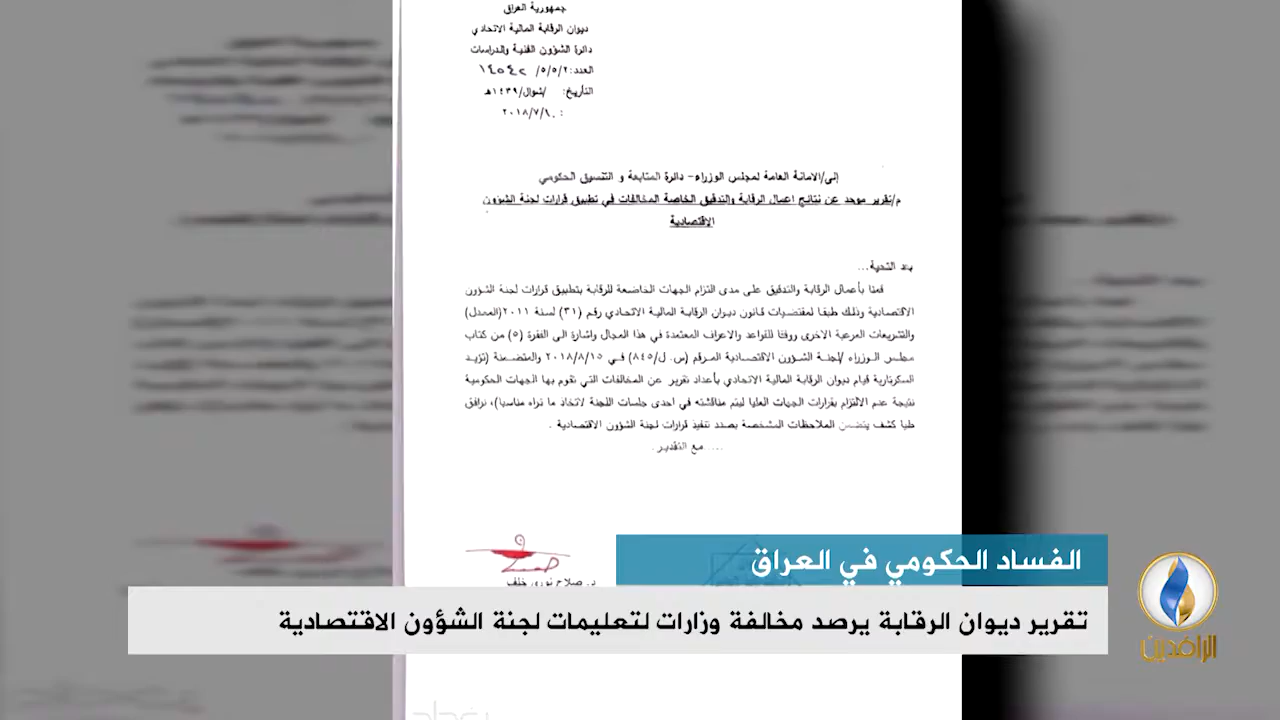 جمهورية العراق
ديوان الرقابة المالية الاتحادي
دائرة الشؤون الفنية والدراسات
العدد: ٢/٥/٥/ ١٤٥٤٢
التأريخ: /شوال/١٤٣٩هـ
: ١٠/٧/٢٠١٨
إلى/الامانة العامة لمجلس الوزراء- دائرة المتابعة و التنسيق الحكومي
م/تقرير موحد عن نتائج اعمال الرقابة والتدقيق الخاصة المخالفات في تطبيق قرارات لجنة الشؤون
الاقتصادية
بعد التحية...
قمنا بأعمال الرقابة والتدقيق على مدى التزام الجهات الخاضعة للرقابة بتطبيق قرارات لجنة الشؤون
الاقتصادية وذلك طبقا لمقتضيات قانون ديوان الرقابة المالية الاتحادي رقم (٣١) لسنة ٢٠١١(المعدل)
والتشريعات المرعية الاخرى ووفقا للقواعد والاعراف المعتمدة في هذا المجال واشارة الى الفقرة (٥) من كتاب
مجلس الوزراء /لجنة الشؤون الاقتصادية المرقم (س. ل/٨٤٥) في ٢٠١٨/٨/١٥ والمتضمنة (تؤيد
السكرتارية قيام ديوان الرقابة المالية الاتحادي بأعداد تقرير عن المخالفات التي تقوم بها الجهات الحكومية
نتيجة عدم الالتزام بقرارات الجهات العليا ليتم مناقشته في احدى جلسات اللجنة لاتخاذ ما تراه مناسبا)، نرافق
طيا كشف يتضمن الملاحظات المشخصة بصدد تنفيذ قرارات لجنة الشؤون الاقتصادية .
.... مع التقدير.
صلاح نوري خلف
الفساد الحكومي في العراق
تقرير ديوان الرقابة يرصد مخالفة وزارات لتعليمات لجنة الشؤون الاقتصادية
الرافدين